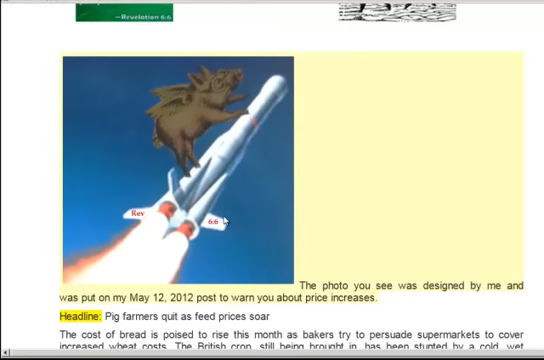 —Revelation 6:6
Rev
6:6
The photo you see was designed by me and
was put on my May 12, 2012 post to warn you about price increases.
Headline: Pig farmers quit as feed prices soar
The cost of bread is poised to rise this month as bakers try to persuade supermarkets to cover
increased wheat costs. The British crop, still being brought in, has been stunted by a cold, wet